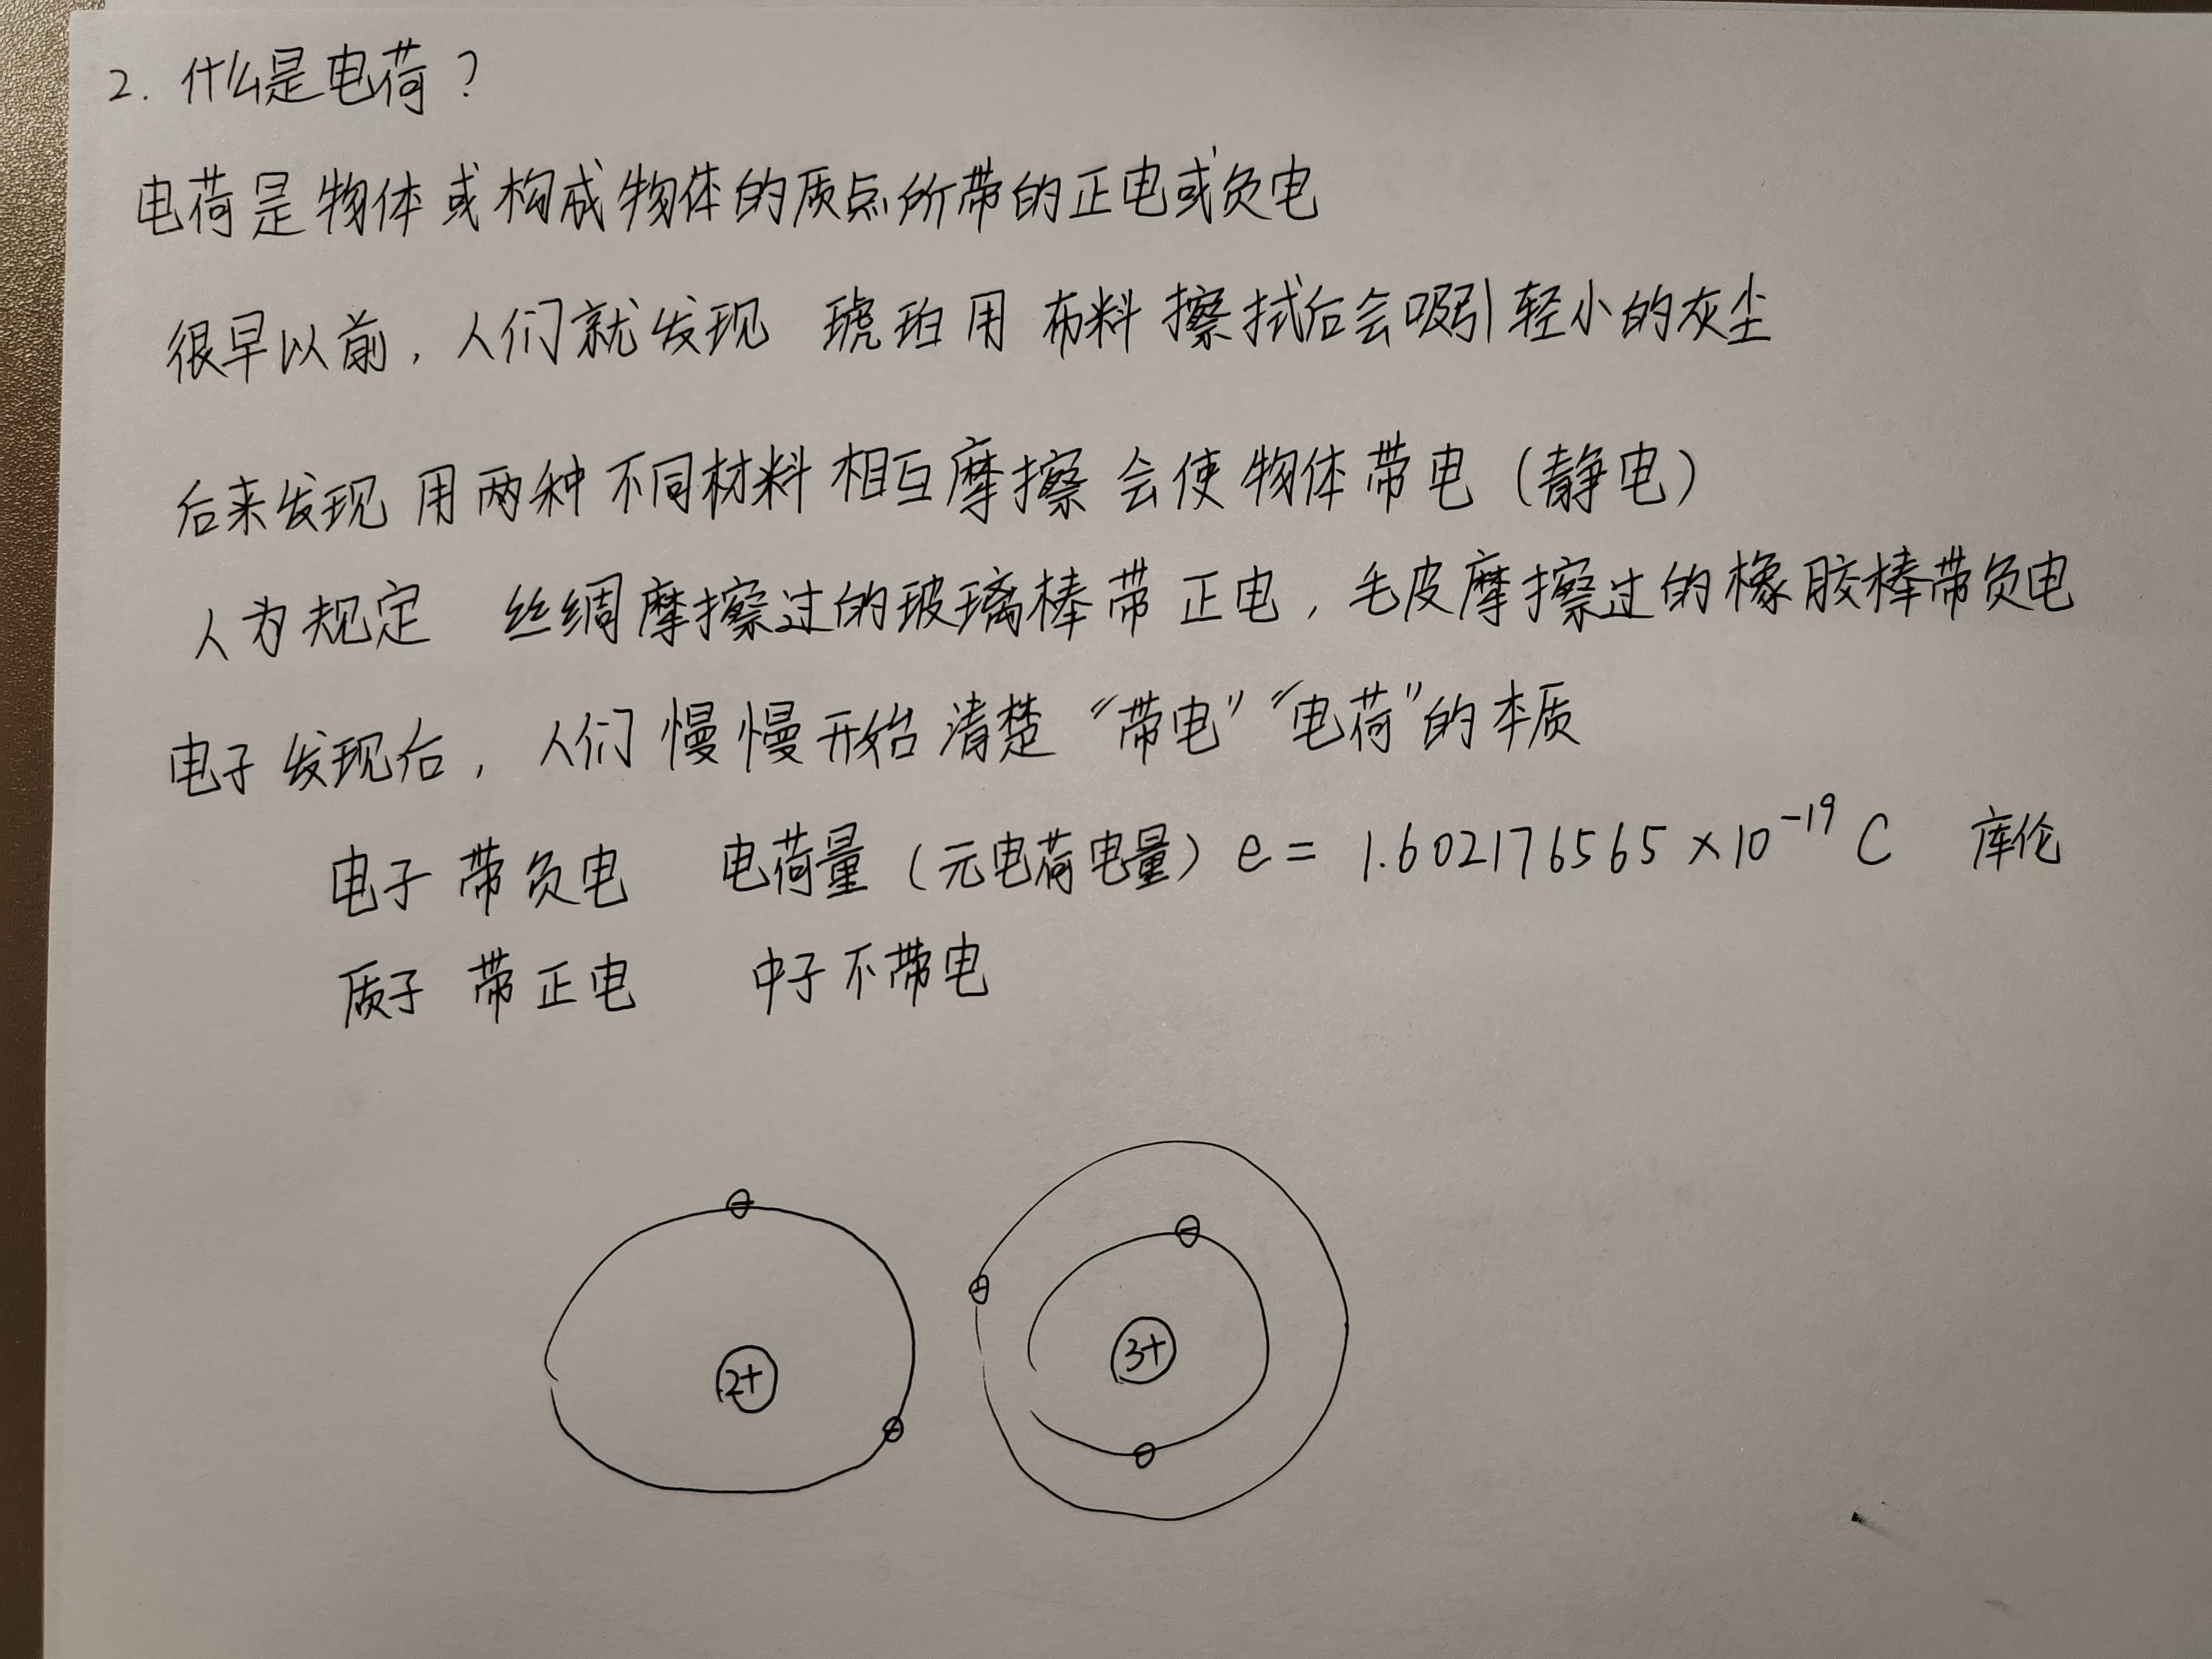 2. 什么是电荷？
电荷是物体或构成物体的质点所带的正电或负电
很早以前，人们就发现 琥珀用 布料 擦拭后会吸引轻小的灰尘
后来发现 用两种不同材料 相互摩擦 会使物体带电（静电）
人为规定 丝绸摩擦过的玻璃棒带正电，毛皮摩擦过的橡胶棒带负电
电子发现后，人们慢慢开始清楚 “带电”“电荷”的本质
电子带负电 电荷量（元电荷电量）e = 1.602176565 × 10⁻¹⁹ C 库伦
质子 带正电 中子不带电
2+ 3+